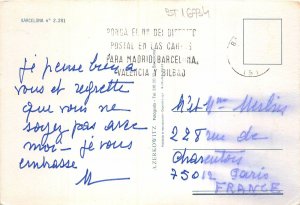 BARCELONA nº 2.281
PONGA EL Nº DEL DISTRITO
POSTAL EN LAS CARTAS
PARA MADRID, BARCELONA,
VALENCIA Y BILBAO
je pense bien à
vous et regrette
que vous ne
soyez pas avec
moi - je vous
embrasse
M
A. ZERKOWITZ
228 rue de
Charenton
75012 Paris
FRANCE